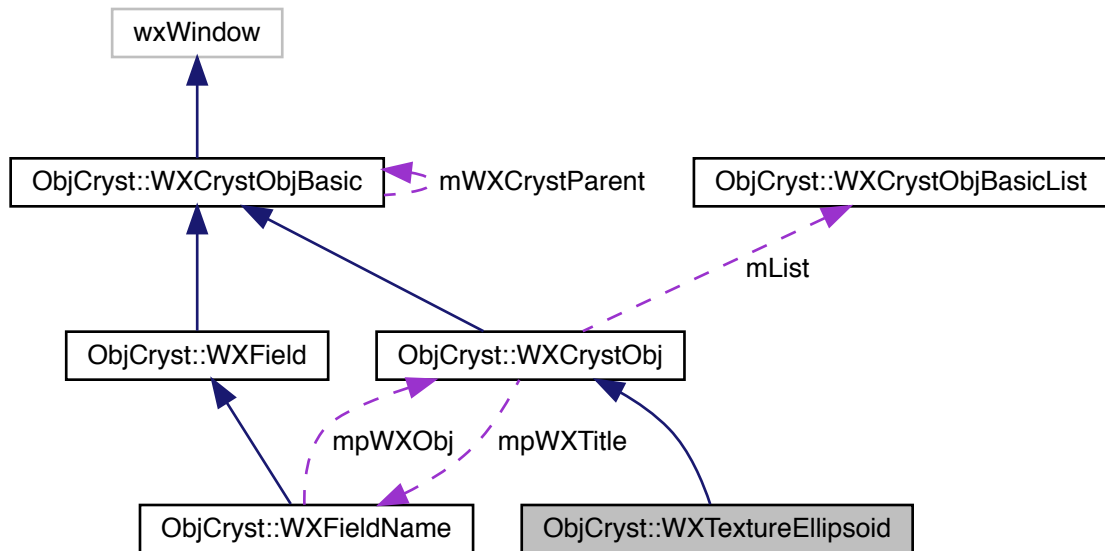 wxWindow
ObjCryst::WXCrystObjBasic
mWXCrystParent
ObjCryst::WXCrystObjBasicList
mList
ObjCryst::WXField
ObjCryst::WXCrystObj
mpWXObj
mpWXTitle
ObjCryst::WXFieldName
ObjCryst::WXTextureEllipsoid